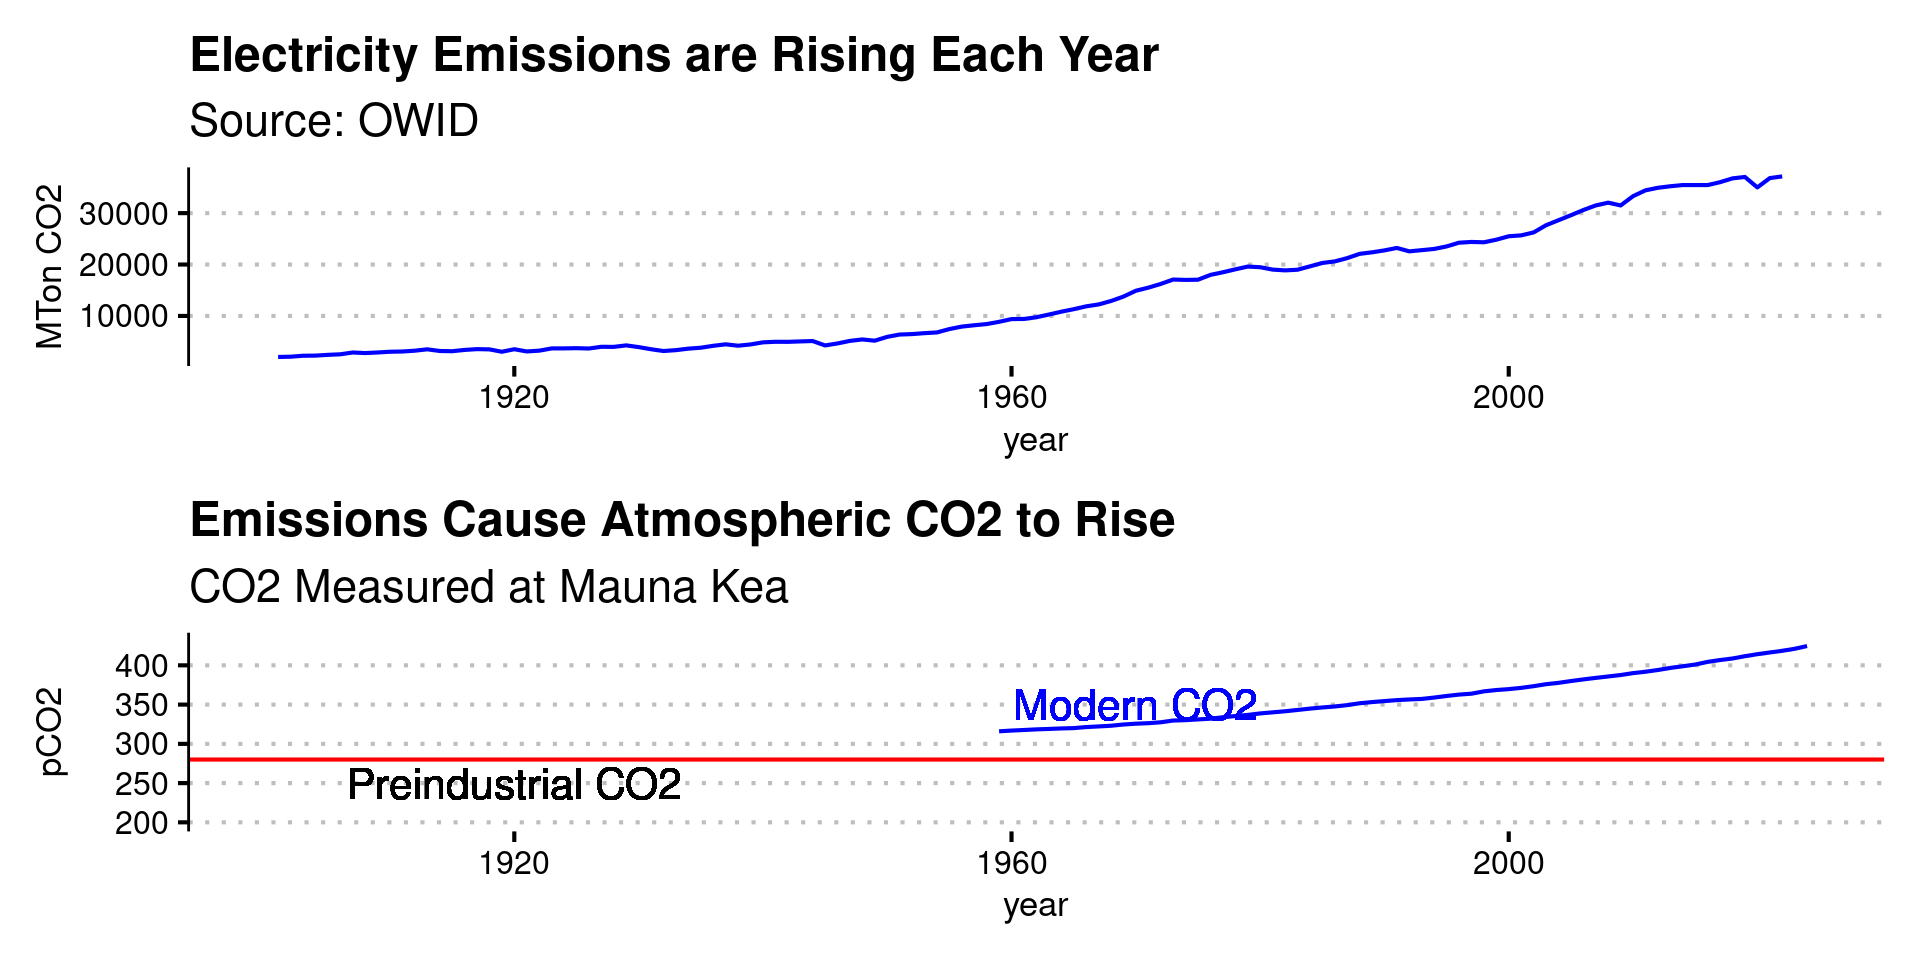 Electricity Emissions are Rising Each Year
Source: OWID
MTon CO2
30000
20000
10000
1920 1960 2000
year
Emissions Cause Atmospheric CO2 to Rise
CO2 Measured at Mauna Kea
pCO2
400
350
300
250
200
Modern CO2
Preindustrial CO2
1920 1960 2000
year